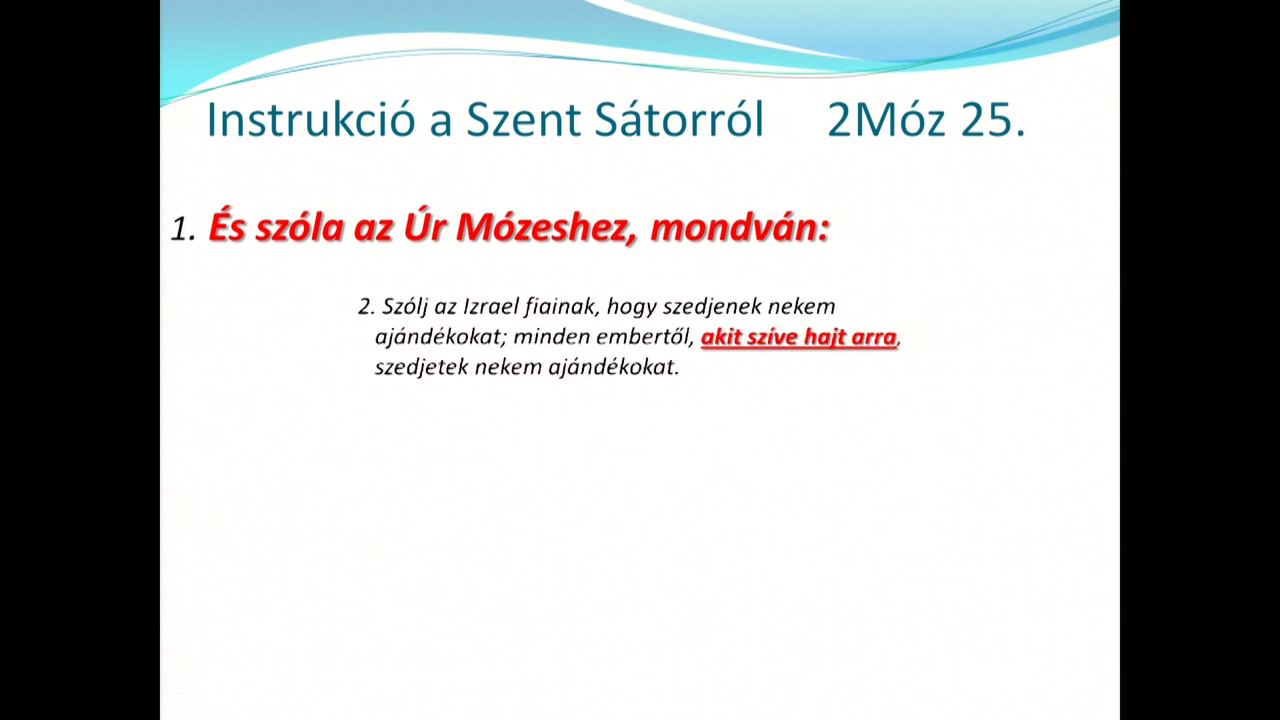 Instrukció a Szent Sátorról 2Móz 25.
1. És szóla az Úr Mózeshez, mondván:
2. Szólj az Izrael fiainak, hogy szedjenek nekem
ajándékokat; minden embertől, akit szíve hajt arra,
szedjetek nekem ajándékokat.